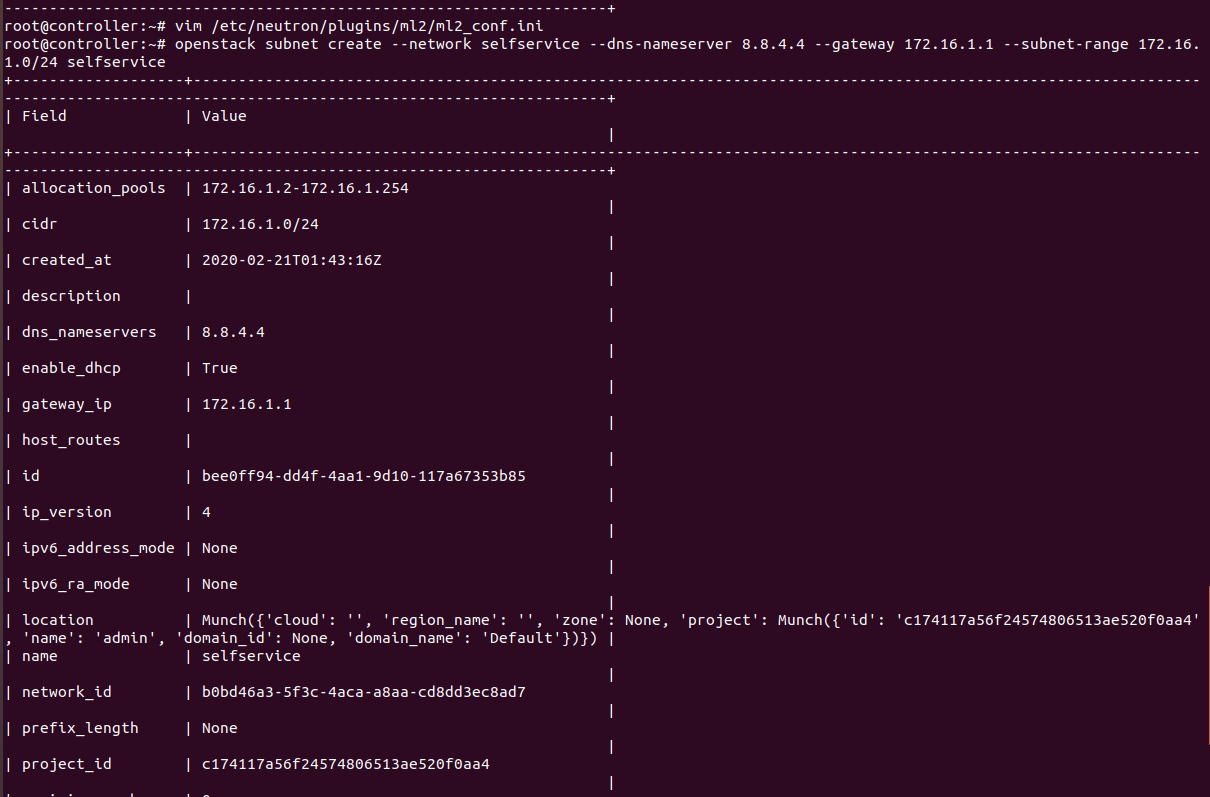 ------------------------------------------------------------------+
root@controller:~# vim /etc/neutron/plugins/ml2/ml2_conf.ini
root@controller:~# openstack subnet create --network selfservice --dns-nameserver 8.8.4.4 --gateway 172.16.1.1 --subnet-range 172.16.
1.0/24 selfservice
+-------------------+----------------------------------------------------------------------------------------------------------------
-------------------------------------------------------------------+
| Field             | Value
                                                                   |
+-------------------+----------------------------------------------------------------------------------------------------------------
-------------------------------------------------------------------+
| allocation_pools  | 172.16.1.2-172.16.1.254
                                                                   |
| cidr              | 172.16.1.0/24
                                                                   |
| created_at        | 2020-02-21T01:43:16Z
                                                                   |
| description       |
                                                                   |
| dns_nameservers   | 8.8.4.4
                                                                   |
| enable_dhcp       | True
                                                                   |
| gateway_ip        | 172.16.1.1
                                                                   |
| host_routes       |
                                                                   |
| id                | bee0ff94-dd4f-4aa1-9d10-117a67353b85
                                                                   |
| ip_version        | 4
                                                                   |
| ipv6_address_mode | None
                                                                   |
| ipv6_ra_mode      | None
                                                                   |
| location          | Munch({'cloud': '', 'region_name': '', 'zone': None, 'project': Munch({'id': 'c174117a56f24574806513ae520f0aa4'
, 'name': 'admin', 'domain_id': None, 'domain_name': 'Default'})}) |
| name              | selfservice
                                                                   |
| network_id        | b0bd46a3-5f3c-4aca-a8aa-cd8dd3ec8ad7
                                                                   |
| prefix_length     | None
                                                                   |
| project_id        | c174117a56f24574806513ae520f0aa4
                                                                   |